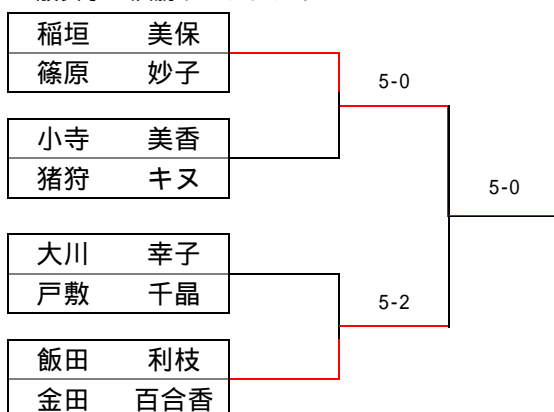 稲垣 美保
篠原 妙子
5-0
小寺 美香
猪狩 キヌ
5-0
大川 幸子
戸敷 千晶
5-2
飯田 利枝
金田 百合香